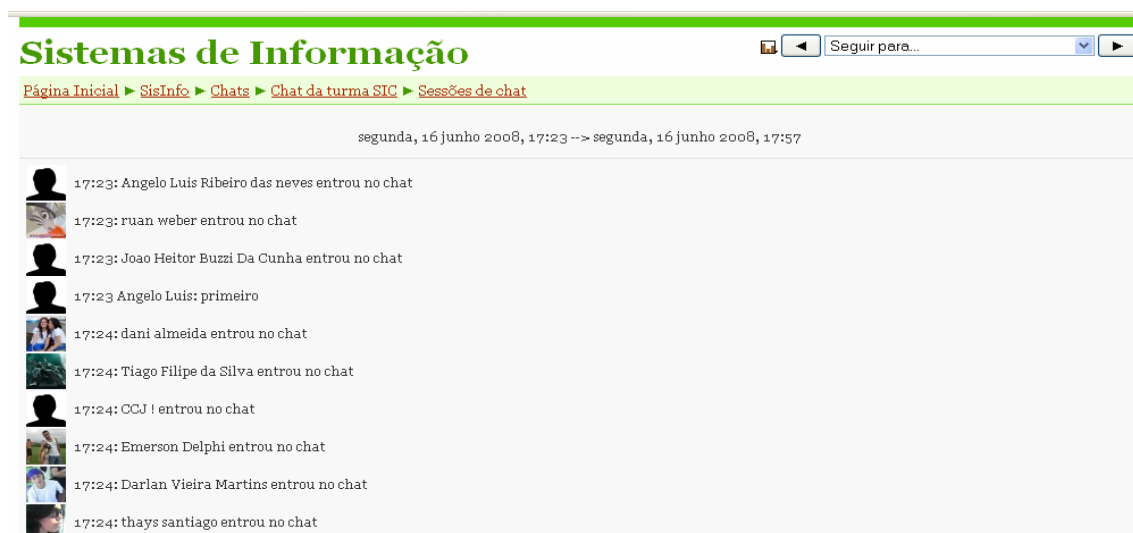 Sistemas de Informação
Seguir para...
Página Inicial ► SisInfo ► Chats ► Chat da turma SIC ► Sessões de chat
segunda, 16 junho 2008, 17:23 --> segunda, 16 junho 2008, 17:57
17:23: Angelo Luis Ribeiro das neves entrou no chat
17:23: ruan weber entrou no chat
17:23: Joao Heitor Buzzi Da Cunha entrou no chat
17:23 Angelo Luis: primeiro
17:24: dani almeida entrou no chat
17:24: Tiago Filipe da Silva entrou no chat
17:24: CCJ ! entrou no chat
17:24: Emerson Delphi entrou no chat
17:24: Darlan Vieira Martins entrou no chat
17:24: thays santiago entrou no chat